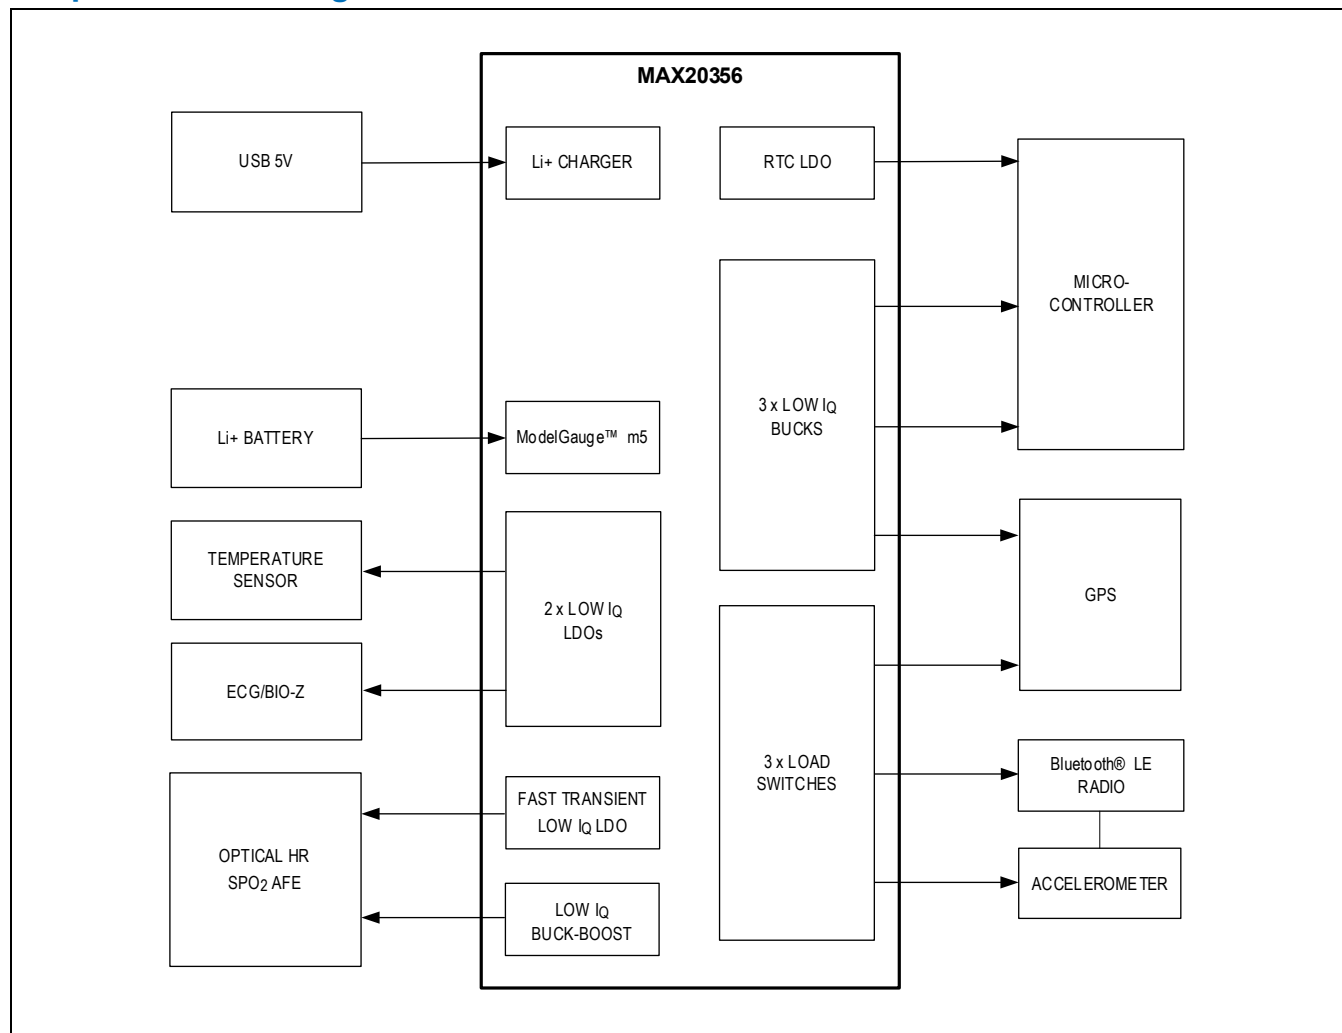 MAX20356
USB 5V
Li+ CHARGER
RTC LDO
MICRO-
CONTROLLER
3 x LOW IQ
BUCKS
Li+ BATTERY
ModelGauge™ m5
TEMPERATURE
SENSOR
2 x LOW IQ
LDOs
GPS
ECG/BIO-Z
3 x LOAD
SWITCHES
Bluetooth® LE
RADIO
FAST TRANSIENT
LOW IQ LDO
OPTICAL HR
SPO2 AFE
ACCELEROMETER
LOW IQ
BUCK-BOOST